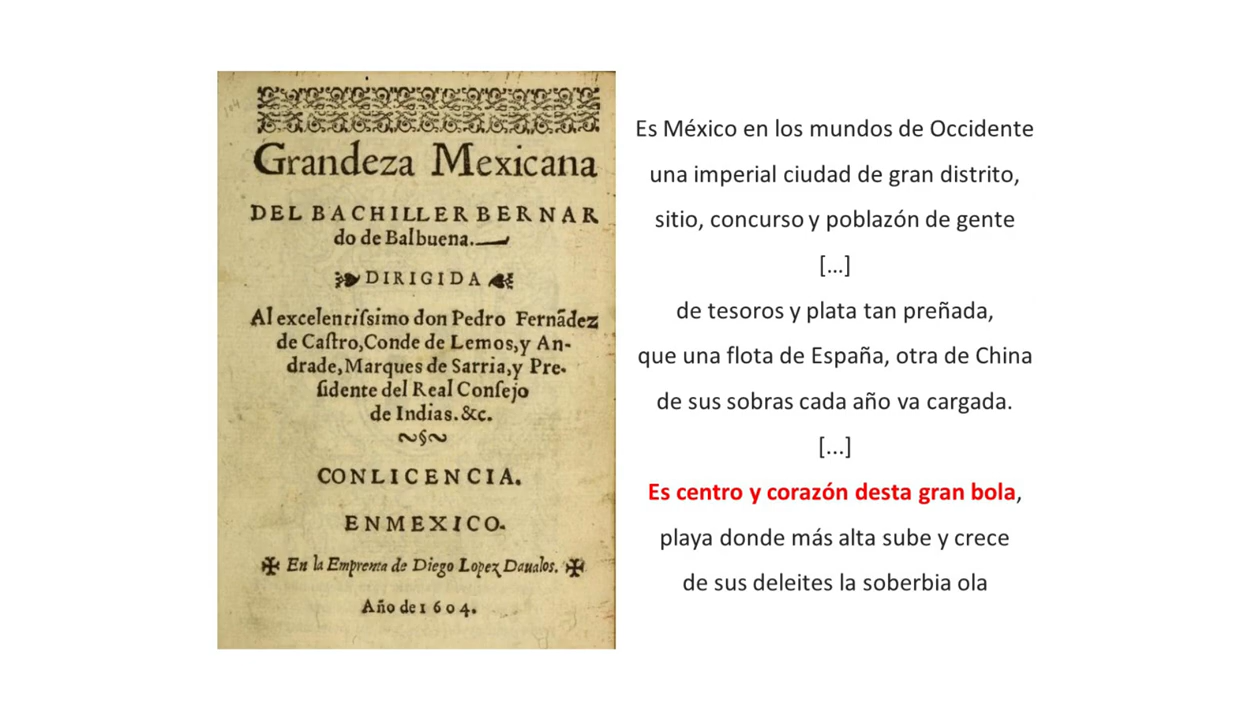 Grandeza Mexicana
DEL BACHILLER BERNAR
do de Balbuena.
DIRIGIDA
Al excelentiſsimo don Pedro Fernãdez
de Caſtro, Conde de Lemos, y An-
drade, Marques de Sarria, y Pre-
ſidente del Real Conſejo
de Indias. &c.
CON LICENCIA.
EN MEXICO.
✠ En la Emprenta de Diego Lopez Daualos. ✠
Año de 1604.
Es México en los mundos de Occidente
una imperial ciudad de gran distrito,
sitio, concurso y poblazón de gente
[...]
de tesoros y plata tan preñada,
que una flota de España, otra de China
de sus sobras cada año va cargada.
[...]
Es centro y corazón desta gran bola,
playa donde más alta sube y crece
de sus deleites la soberbia ola